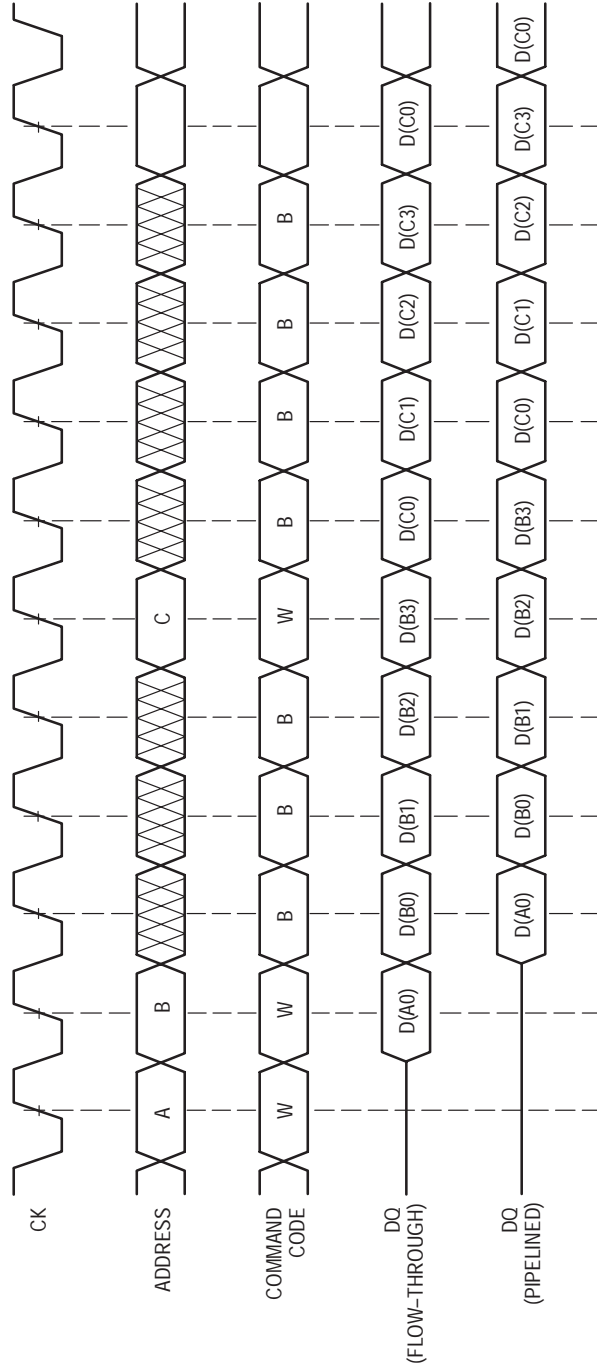 CK
ADDRESS
A
B
C
COMMAND
CODE
W
W
B
B
B
W
B
B
B
B
DQ
(FLOW–THROUGH)
D(A0)
D(B0)
D(B1)
D(B2)
D(B3)
D(C0)
D(C1)
D(C2)
D(C3)
D(C0)
DQ
(PIPELINED)
D(A0)
D(B0)
D(B1)
D(B2)
D(B3)
D(C0)
D(C1)
D(C2)
D(C3)
D(C0)